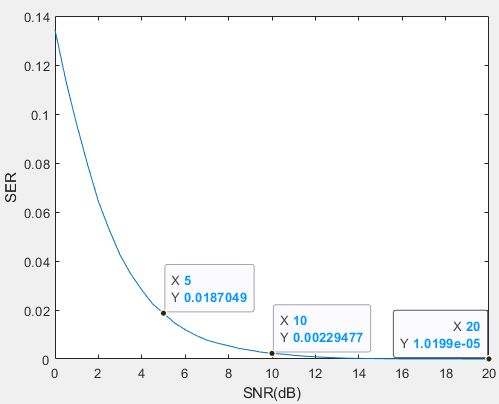 0.14
0.12
0.1
0.08
0.06
0.04
0.02
0
SER
X 5
Y 0.0187049
X 10
Y 0.00229477
X 20
Y 1.0199e-05
0 2 4 6 8 10 12 14 16 18 20
SNR(dB)